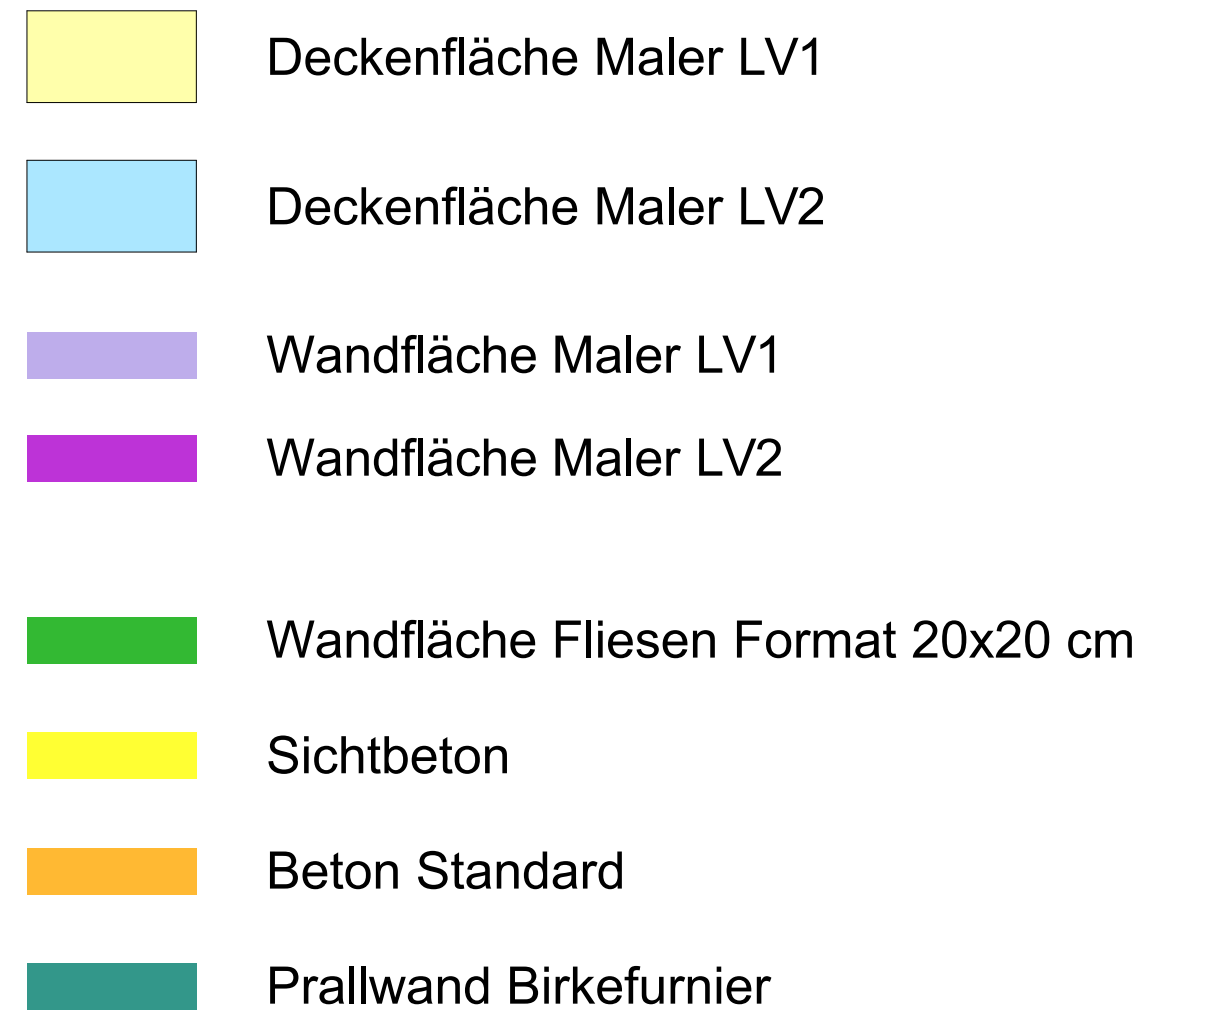 Deckenfläche Maler LV1
Deckenfläche Maler LV2
Wandfläche Maler LV1
Wandfläche Maler LV2
Wandfläche Fliesen Format 20x20 cm
Sichtbeton
Beton Standard
Prallwand Birkefurnier